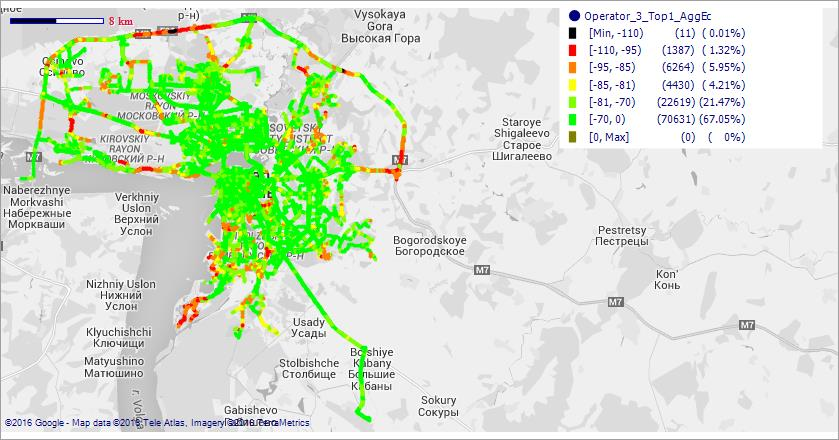 8 km
р-н)
Vysokaya
Gora
Высокая Гора
Operator_3_Top1_AggEc
[Min, -110) (11) ( 0.01%)
[-110, -95) (1387) ( 1.32%)
[-95, -85) (6264) ( 5.95%)
[-85, -81) (4430) ( 4.21%)
[-81, -70) (22619) (21.47%)
[-70, 0) (70631) (67.05%)
[0, Max] (0) ( 0%)
MOSKOVSKIY
RAYON
МОСКОВСКИЙ Р-Н
KIROVSKIY
RAYON
Staroye
Shigaleevo
Старое
Шигалеево
M7
M7
Naberezhnye
Morkvashi
Набережные
Моркваши
Verkhniy
Uslon
Верхний
Услон
Bogorodskoye
Богородское
Pestretsy
Пестрецы
M7
Kon'
Конь
M7
M7
Nizhniy Uslon
Нижний
Услон
Klyuchishchi
Ключищи
Matyushino
Матюшино
Usady
Усады
Stolbishche
Столбище
Bolshiye
Kabany
Большие
Кабаны
Sokury
Сокуры
Gabishevo
©2016 Google - Map data ©2016 Tele Atlas, Imagery ©2016 TerraMetrics